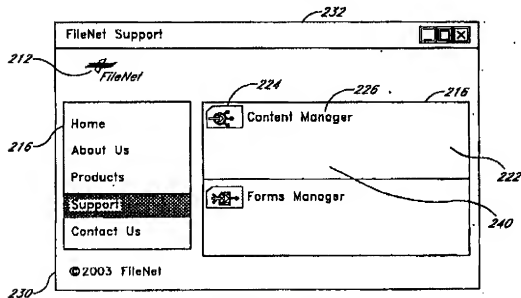 232
FileNet Support
212
FileNet
224
226
216
216
Home
About Us
Products
Support
Contact Us
Content Manager
222
240
Forms Manager
©2003 FileNet
230